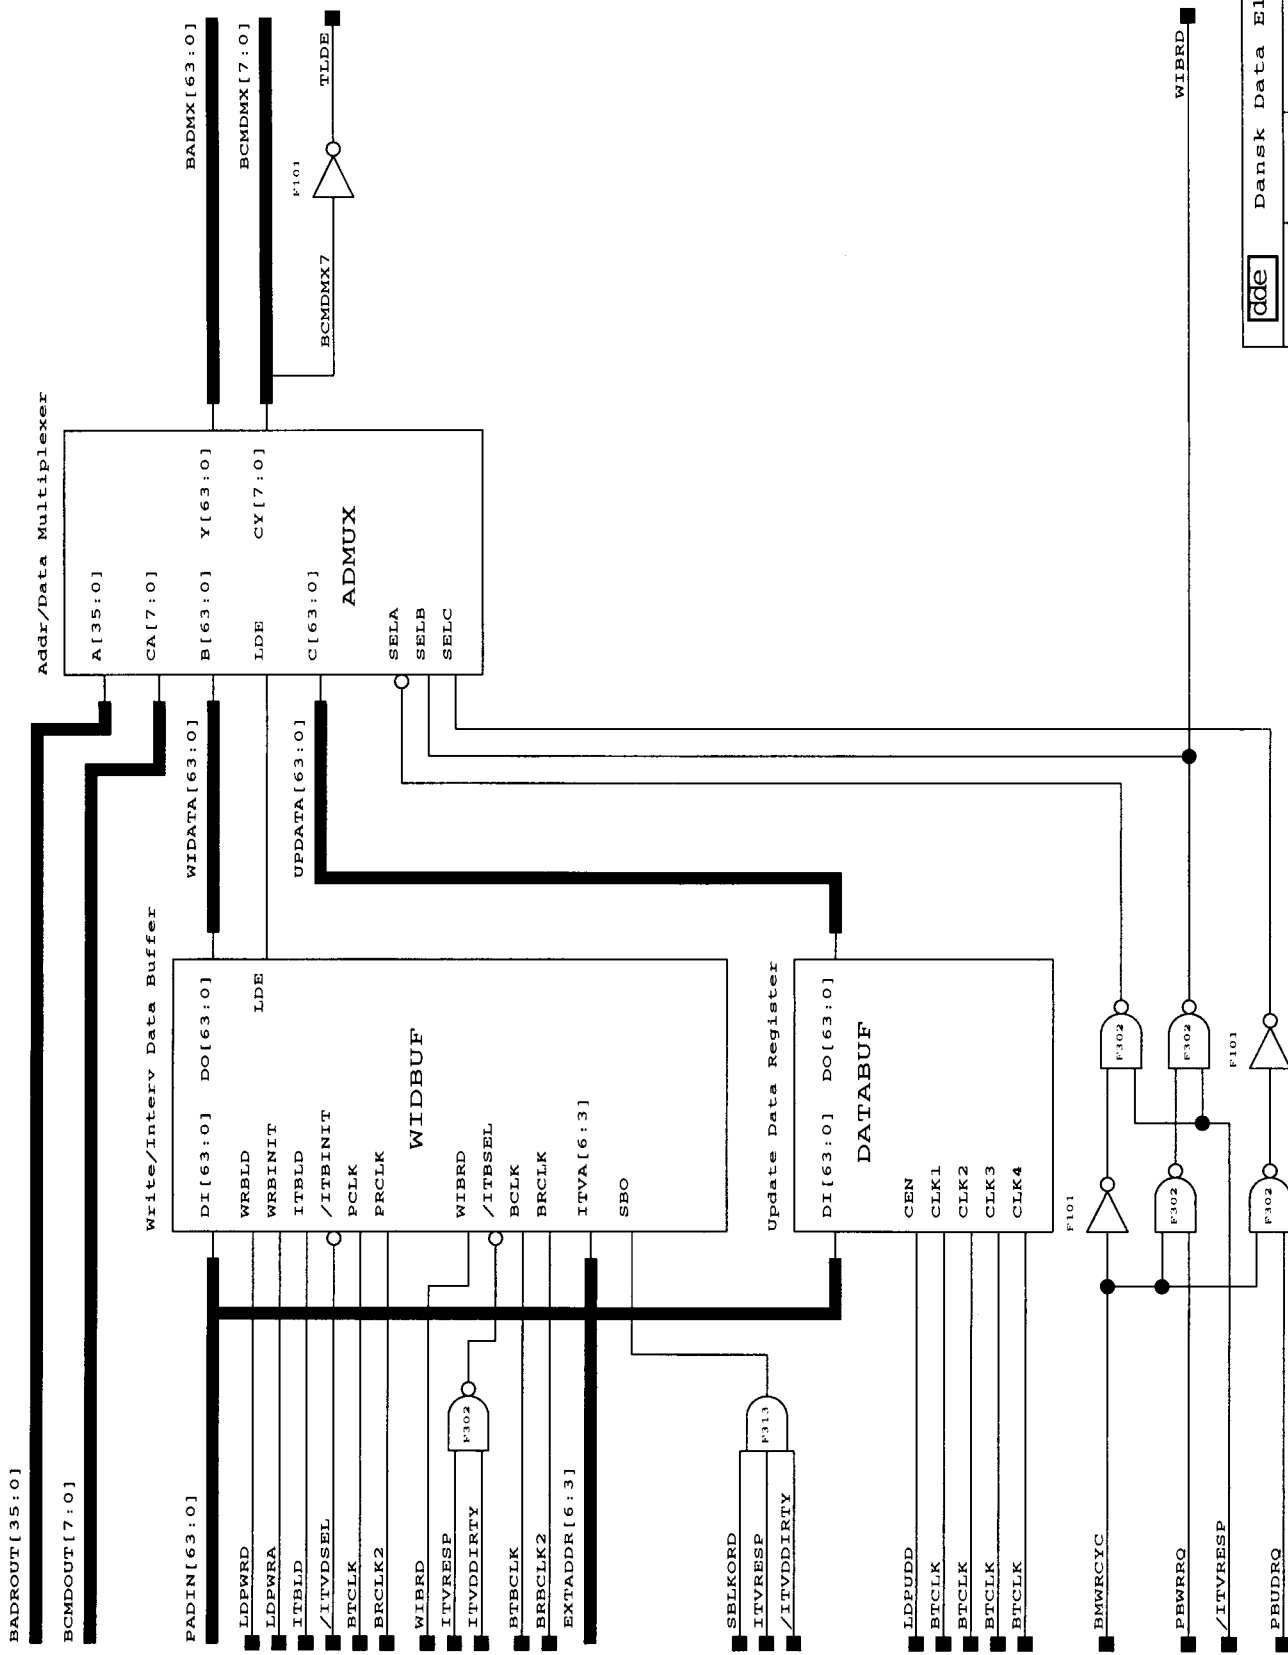 BADROUT[35:0]
BCMDOUT[7:0]
PADIN[63:0]
LDPWRD
LDPWRA
ITBLD
/ITVDSEL
BTCLK
BRCLK2
WIBRD
ITVRESP
ITVDDIRTY
BTBCLK
BRBCLK2
EXTADDR[6:3]
SBLKORD
ITVRESP
/ITVDDIRTY
LDPUDD
BTCLK
BTCLK
BTCLK
BTCLK
BMWRCYC
PBWRRQ
/ITVRESP
PBUDRQ
F302
F313
Write/Interv Data Buffer
DI[63:0] DO[63:0]
WRBLD LDE
WRBINIT
ITBLD
/ITBINIT
PCLK
PRCLK
WIDBUF
WIBRD
/ITBSEL
BCLK
BRCLK
ITVA[6:3]
SBO
Update Data Register
DI[63:0] DO[63:0]
DATABUF
CEN
CLK1
CLK2
CLK3
CLK4
F101
F302
F302
F302
F302
F101
WIDATA[63:0]
UPDATA[63:0]
Addr/Data Multiplexer
A[35:0]
CA[7:0]
B[63:0] Y[63:0]
LDE CY[7:0]
C[63:0]
ADMUX
SELA
SELB
SELC
BADMX[63:0]
BCMDMX[7:0]
F101
BCMDMX7
TLDE
WIBRD
dde Dansk Data El